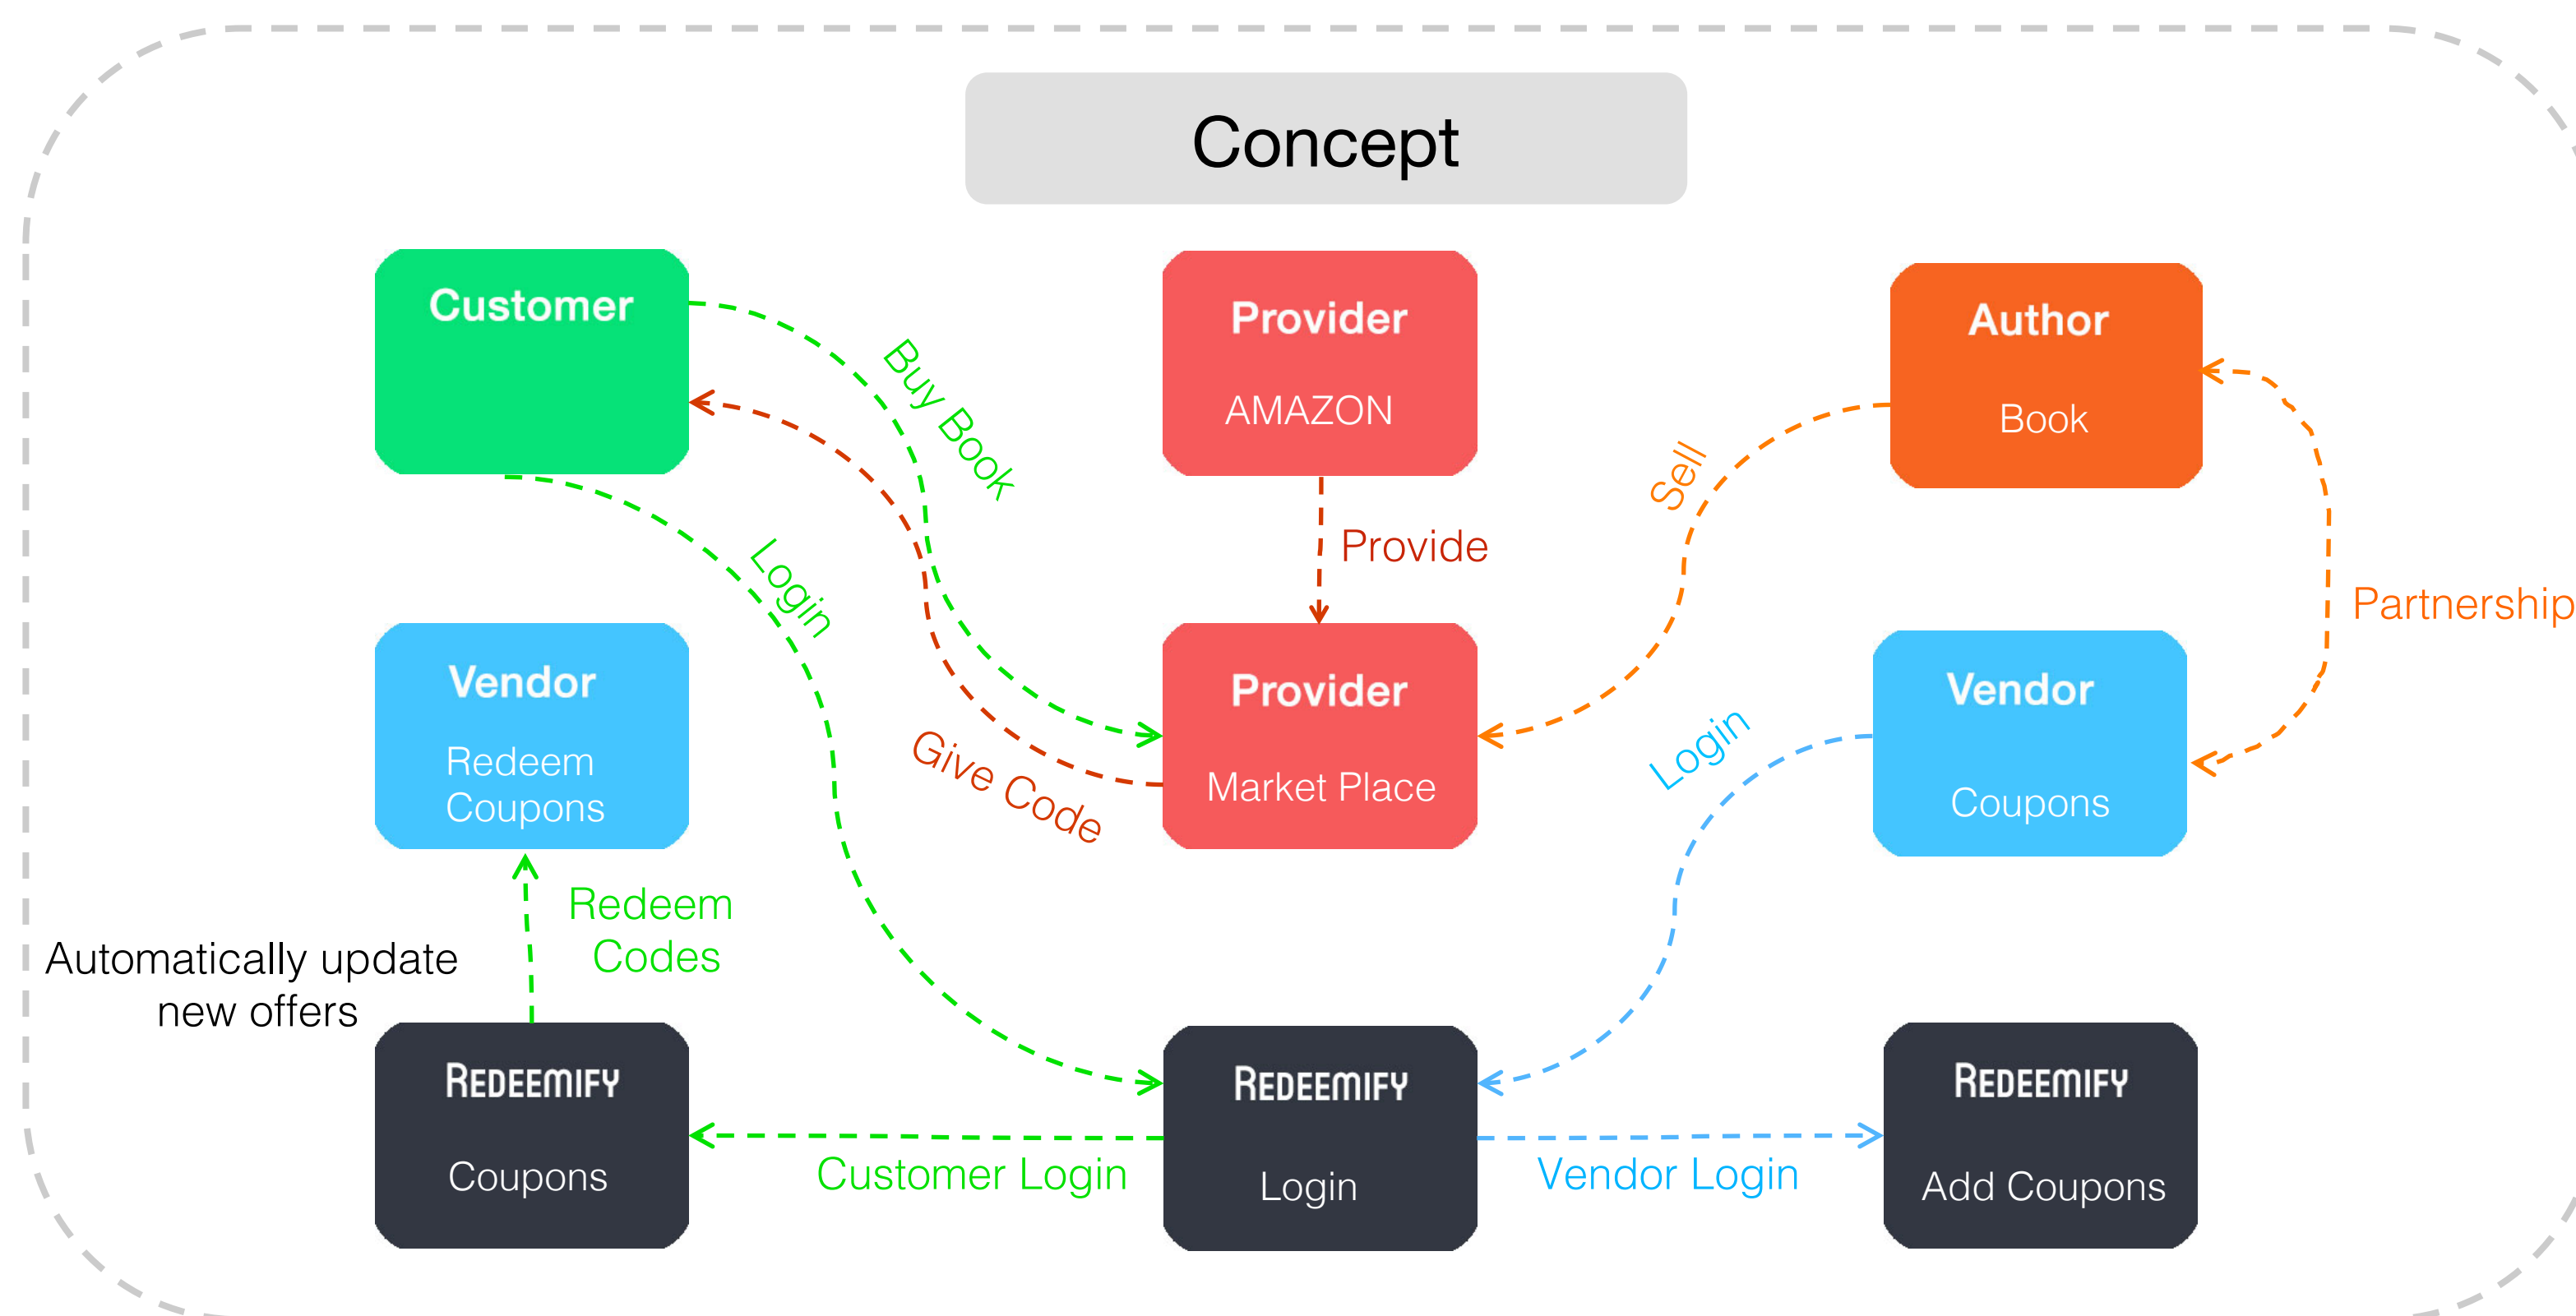 Concept
Customer
Provider
AMAZON
Author
Book
Buy Book
Sell
Provide
Login
Partnership
Vendor
Redeem
Coupons
Provider
Market Place
Vendor
Coupons
Login
Give Code
Redeem
Codes
Automatically update
new offers
REDEEMIFY
Coupons
REDEEMIFY
Login
REDEEMIFY
Add Coupons
Customer Login
Vendor Login